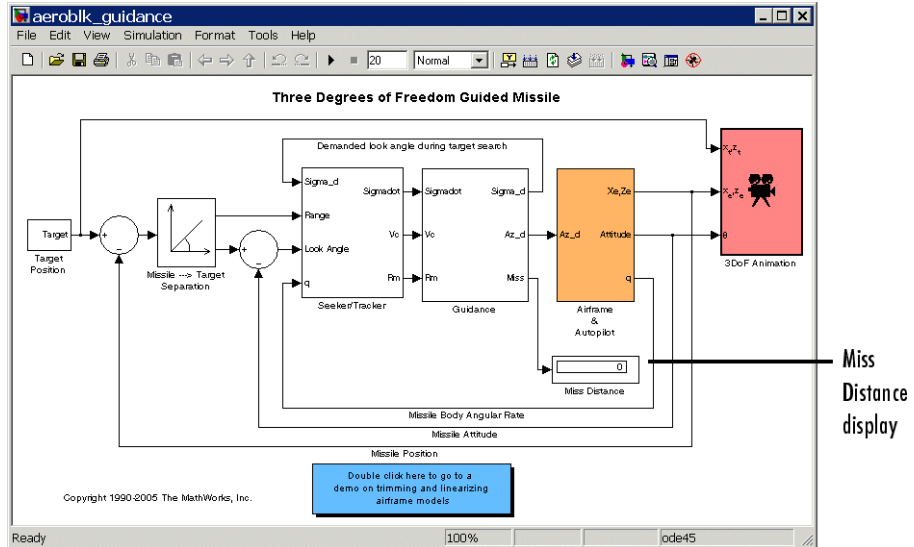 aeroblk_guidance
File Edit View Simulation Format Tools Help
20 Normal
Three Degrees of Freedom Guided Missile
Demanded look angle during target search
Sigma_d
Sigmadot
Range
Vc
Look Angle
q
Rm
Seeker/Tracker
Sigmadot
Sigma_d
Vc
Az_d
Rm
Miss
Guidance
Az_d
Xe,Ze
Attitude
q
Airframe
&
Autopilot
Target
Target
Position
+
-
Missile ---> Target
Separation
+
-
x_t,z_t
x_e,z_e
θ
3DoF Animation
0
Miss Distance
Miss
Distance
display
Missile Body Angular Rate
Missile Attitude
Missile Position
Double click here to go to a
demo on trimming and linearizing
airframe models
Copyright 1990-2005 The MathWorks, Inc.
Ready 100% ode45